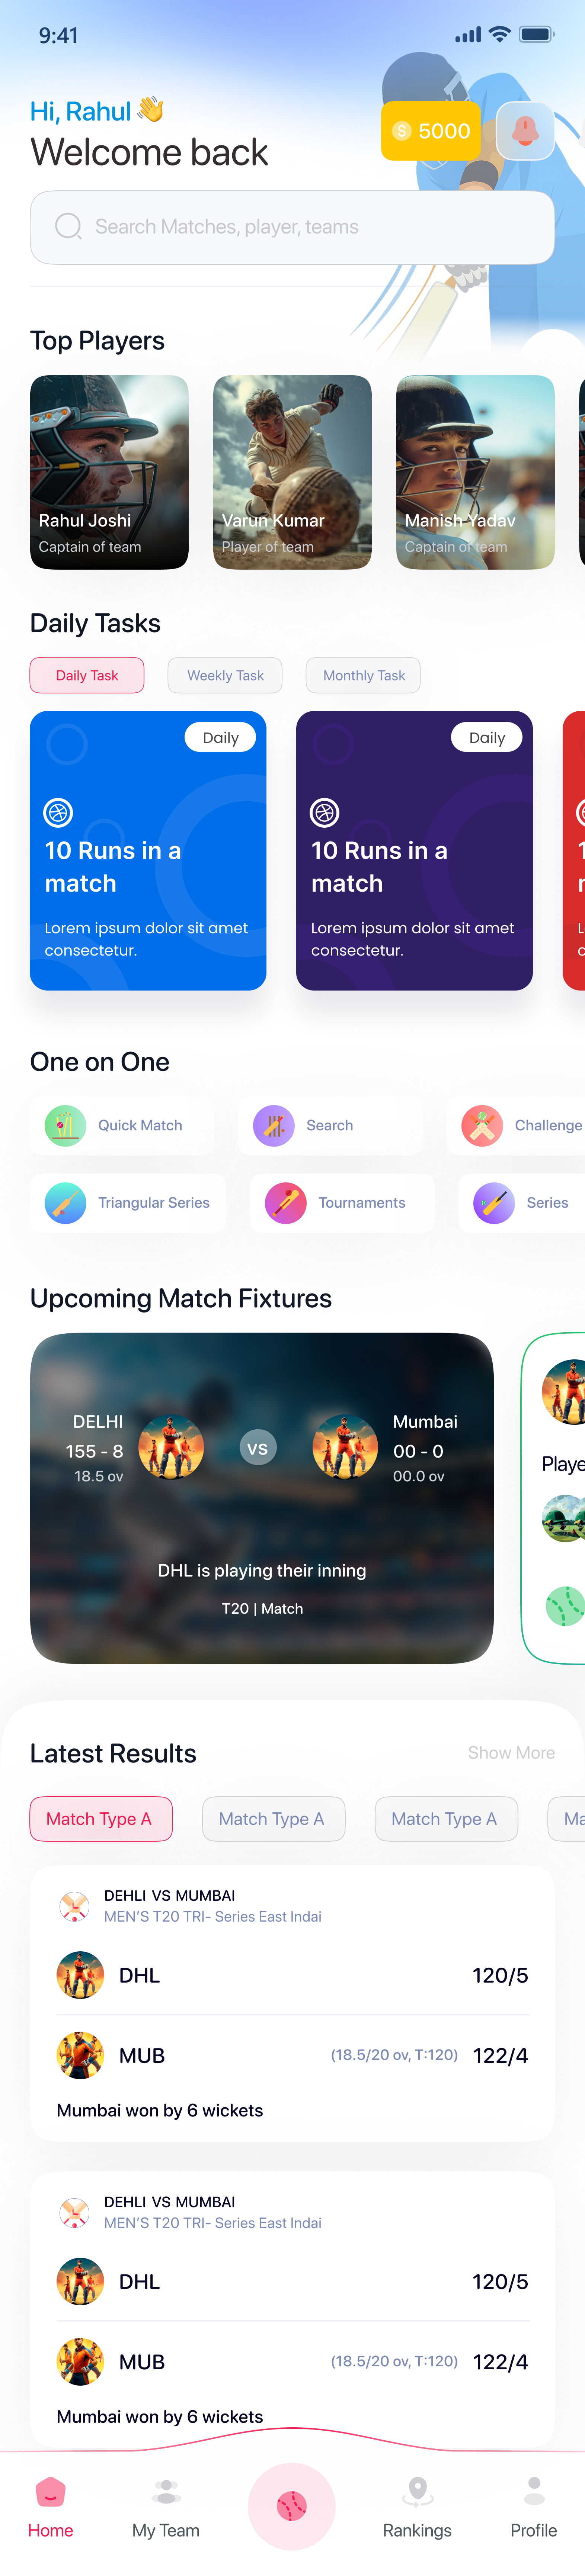 9:41
Hi, Rahul 👋
Welcome back
$ 5000
Search Matches, player, teams
Top Players
Rahul Joshi
Captain of team
Varun Kumar
Player of team
Manish Yadav
Captain of team
Daily Tasks
Daily Task
Weekly Task
Monthly Task
Daily
10 Runs in a
match
Lorem ipsum dolor sit amet
consectetur.
Daily
10 Runs in a
match
Lorem ipsum dolor sit amet
consectetur.
One on One
Quick Match
Search
Challenge
Triangular Series
Tournaments
Series
Upcoming Match Fixtures
DELHI
155 - 8
18.5 ov
VS
Mumbai
00 - 0
00.0 ov
DHL is playing their inning
T20 | Match
Playe
Latest Results
Show More
Match Type A
Match Type A
Match Type A
Ma
DEHLI VS MUMBAI
MEN'S T20 TRI- Series East Indai
DHL
120/5
MUB
(18.5/20 ov, T:120)
122/4
Mumbai won by 6 wickets
DEHLI VS MUMBAI
MEN'S T20 TRI- Series East Indai
DHL
120/5
MUB
(18.5/20 ov, T:120)
122/4
Mumbai won by 6 wickets
Home
My Team
Rankings
Profile